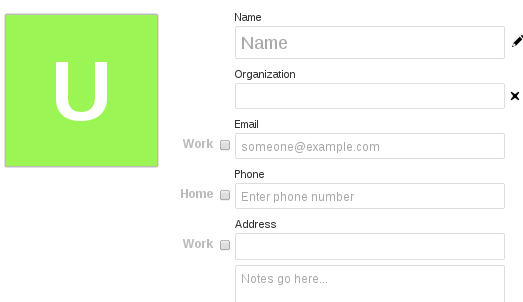 U
Name
Name
Organization
Email
Work
someone@example.com
Phone
Home
Enter phone number
Address
Work
Notes go here...